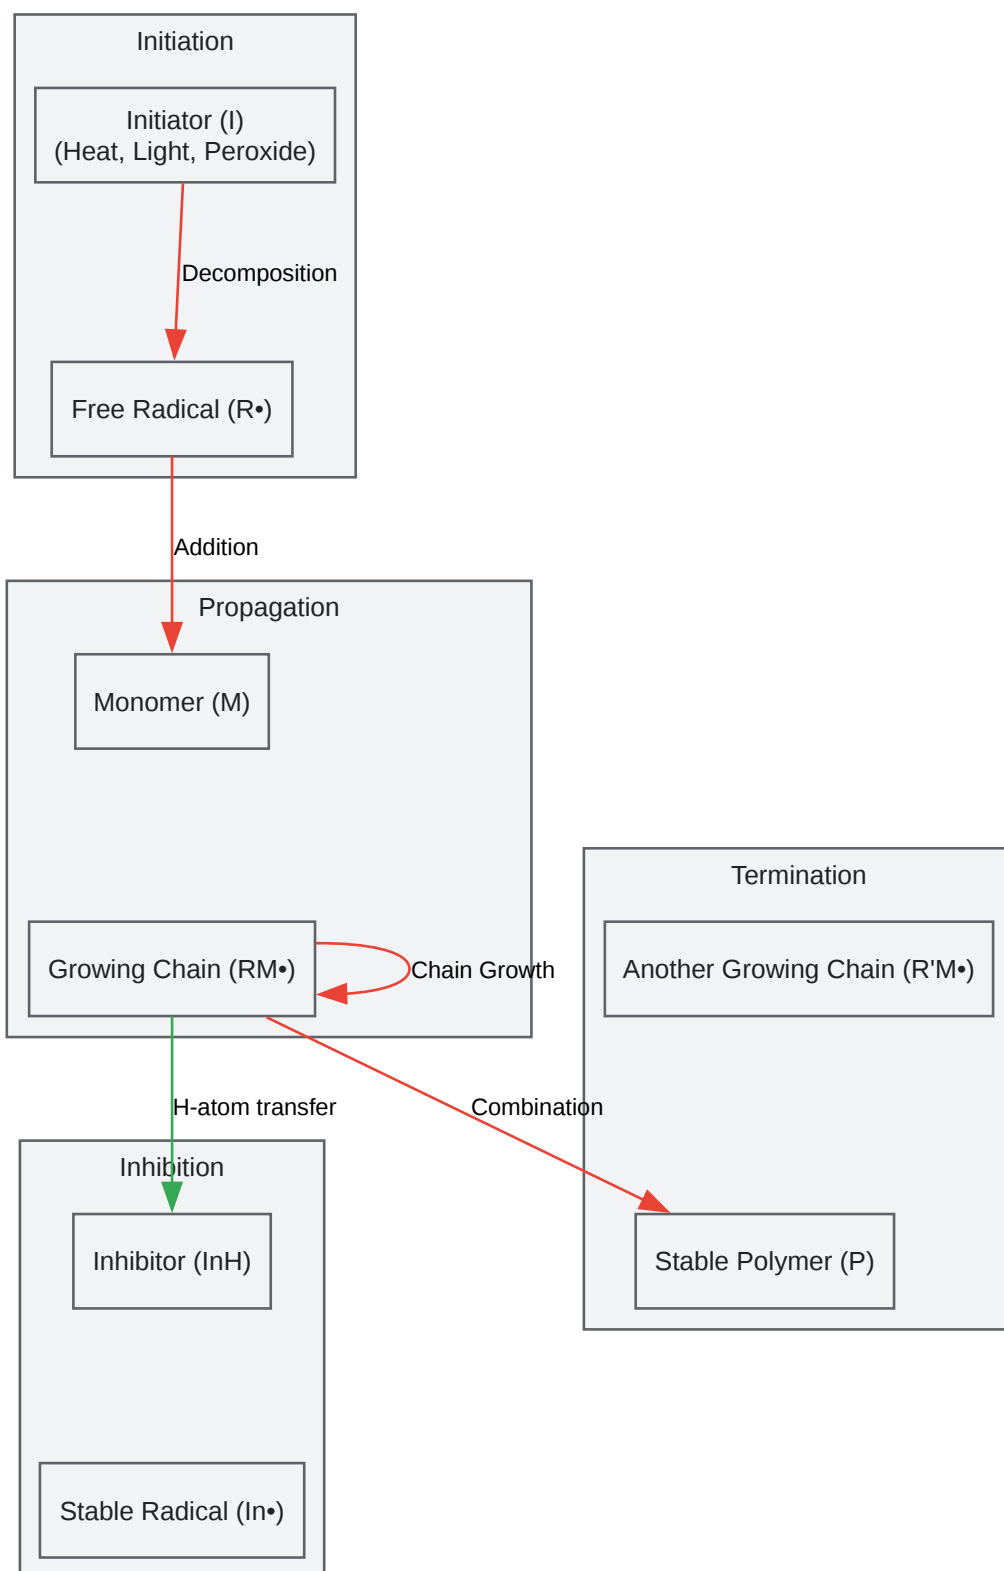 Initiation
Initiator (I)
(Heat, Light, Peroxide)
Decomposition
Free Radical (R•)
Addition
Propagation
Monomer (M)
Termination
Growing Chain (RM•)
Chain Growth
Another Growing Chain (R'M•)
H-atom transfer
Combination
Inhibition
Inhibitor (InH)
Stable Polymer (P)
Stable Radical (In•)